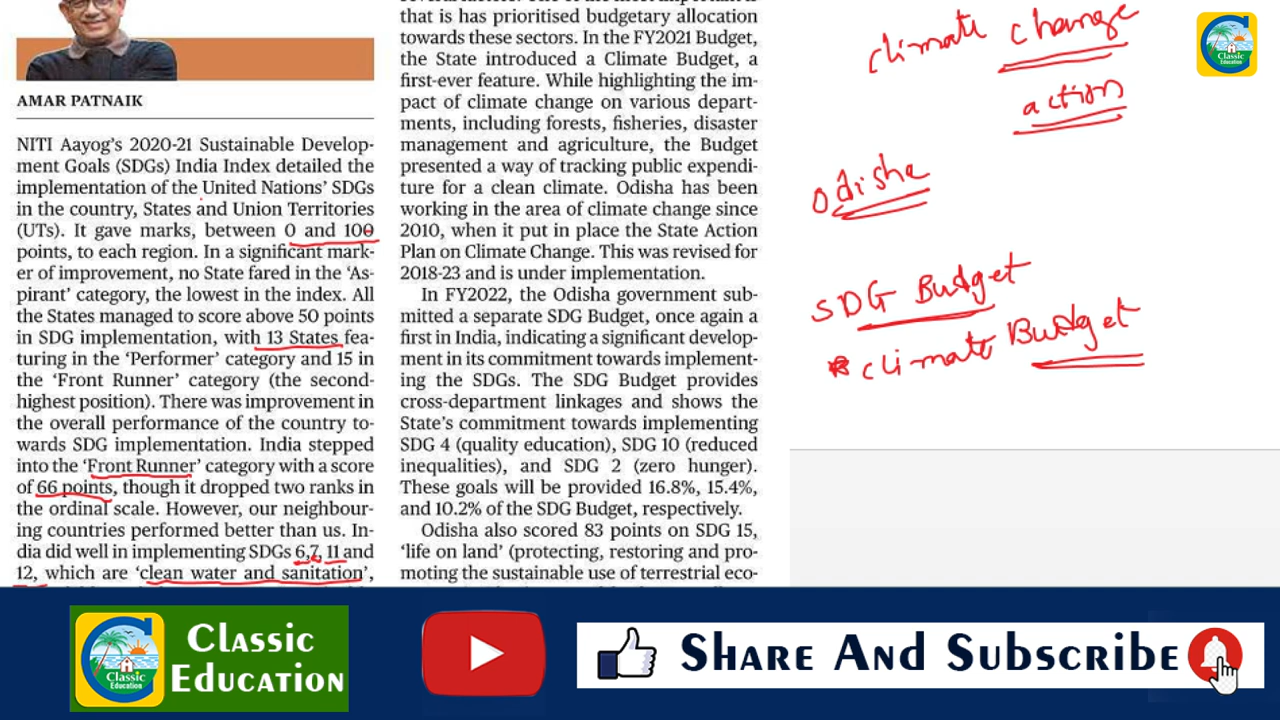 AMAR PATNAIK
NITI Aayog's 2020-21 Sustainable Develop-
ment Goals (SDGs) India Index detailed the
implementation of the United Nations' SDGs
in the country, States and Union Territories
(UTs). It gave marks, between 0 and 100
points, to each region. In a significant mark-
er of improvement, no State fared in the 'As-
pirant' category, the lowest in the index. All
the States managed to score above 50 points
in SDG implementation, with 13 States fea-
turing in the 'Performer' category and 15 in
the 'Front Runner' category (the second-
highest position). There was improvement in
the overall performance of the country to-
wards SDG implementation. India stepped
into the 'Front Runner' category with a score
of 66 points, though it dropped two ranks in
the ordinal scale. However, our neighbour-
ing countries performed better than us. In-
dia did well in implementing SDGs 6,7, 11 and
12, which are 'clean water and sanitation',
that is has prioritised budgetary allocation
towards these sectors. In the FY2021 Budget,
the State introduced a Climate Budget, a
first-ever feature. While highlighting the im-
pact of climate change on various depart-
ments, including forests, fisheries, disaster
management and agriculture, the Budget
presented a way of tracking public expendi-
ture for a clean climate. Odisha has been
working in the area of climate change since
2010, when it put in place the State Action
Plan on Climate Change. This was revised for
2018-23 and is under implementation.
In FY2022, the Odisha government sub-
mitted a separate SDG Budget, once again a
first in India, indicating a significant develop-
ment in its commitment towards implement-
ing the SDGs. The SDG Budget provides
cross-department linkages and shows the
State's commitment towards implementing
SDG 4 (quality education), SDG 10 (reduced
inequalities), and SDG 2 (zero hunger).
These goals will be provided 16.8%, 15.4%,
and 10.2% of the SDG Budget, respectively.
Odisha also scored 83 points on SDG 15,
'life on land' (protecting, restoring and pro-
moting the sustainable use of terrestrial eco-
climate change
action
Odisha
SDG Budget
climate Budget
Classic
Education
Classic
Education
Classic
Education
Share And Subscribe